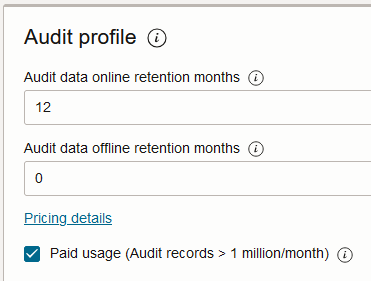 Audit profile
Audit data online retention months
12
Audit data offline retention months
0
Pricing details
Paid usage (Audit records > 1 million/month)